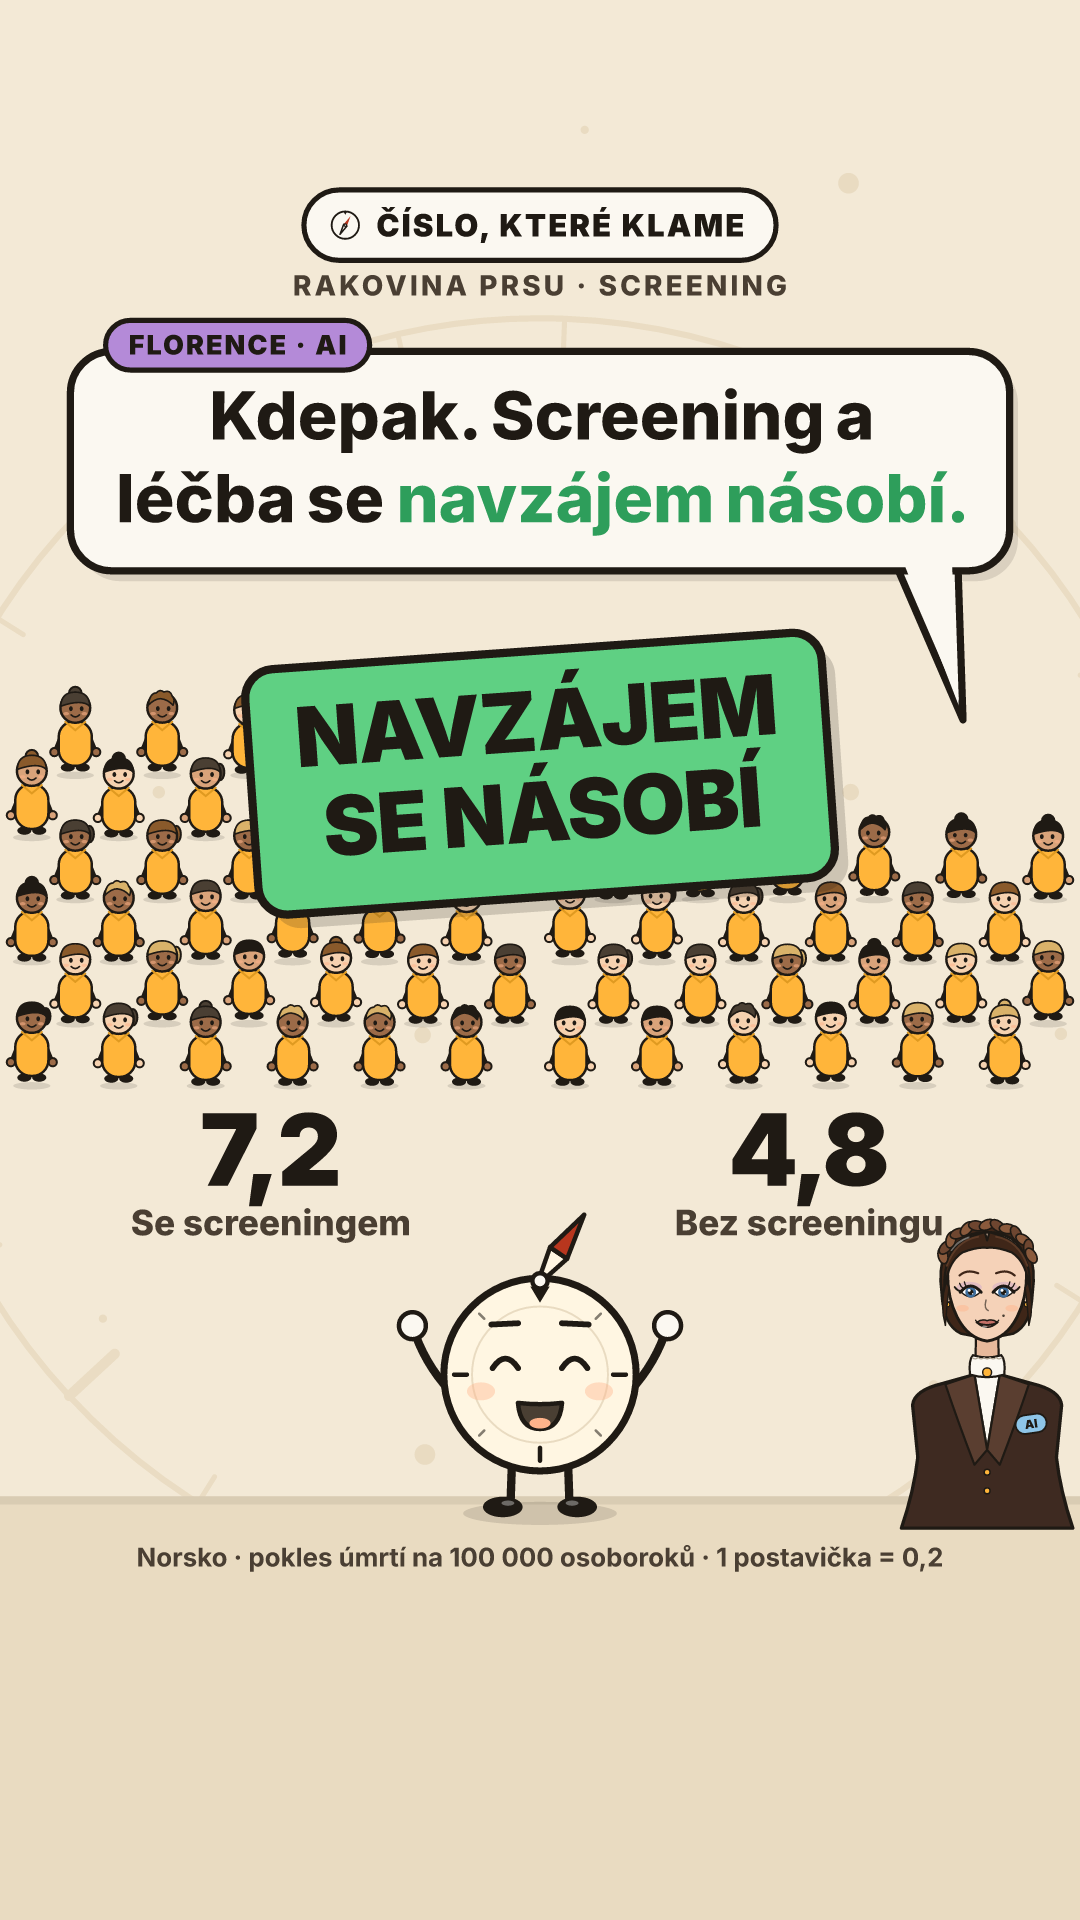 ČÍSLO, KTERÉ KLAME
RAKOVINA PRSU · SCREENING
FLORENCE · AI
Kdepak. Screening a
léčba se navzájem násobí.
NAVZÁJEM
SE NÁSOBÍ
7,2
Se screeningem
4,8
Bez screeningu
AI
Norsko · pokles úmrtí na 100 000 osoboroků · 1 postavička = 0,2